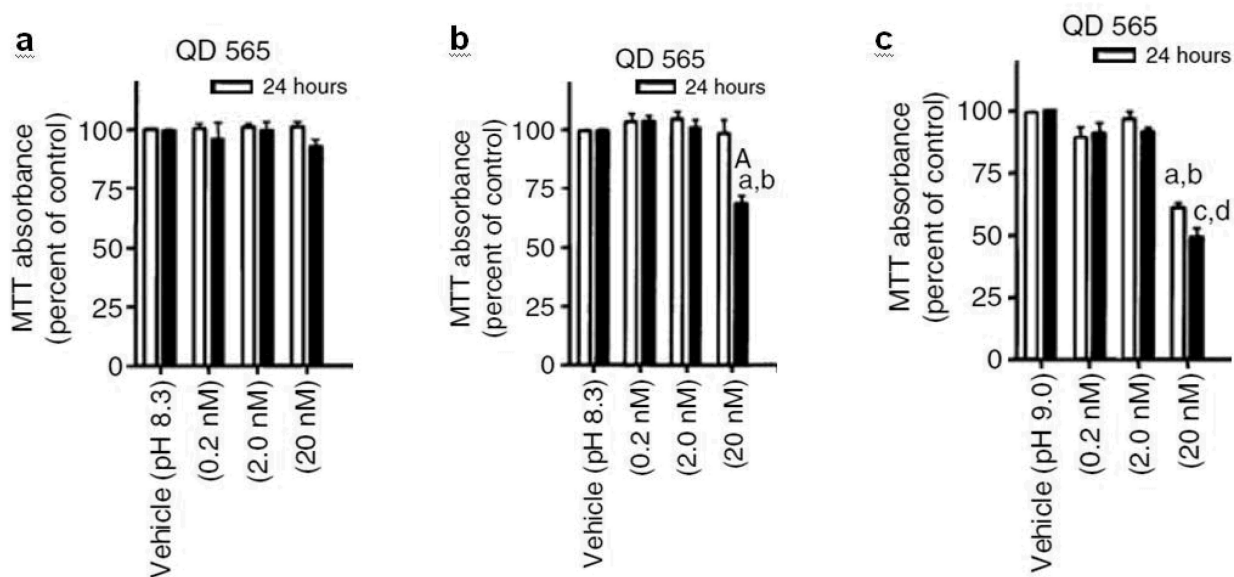 a
QD 565
24 hours
MTT absorbance
(percent of control)
100
75
50
25
0
Vehicle (pH 8.3)
(0.2 nM)
(2.0 nM)
(20 nM)
b
QD 565
24 hours
MTT absorbance
(percent of control)
100
75
50
25
0
A
a,b
Vehicle (pH 8.3)
(0.2 nM)
(2.0 nM)
(20 nM)
c
QD 565
24 hours
MTT absorbance
(percent of control)
100
75
50
25
0
a,b
c,d
Vehicle (pH 9.0)
(0.2 nM)
(2.0 nM)
(20 nM)